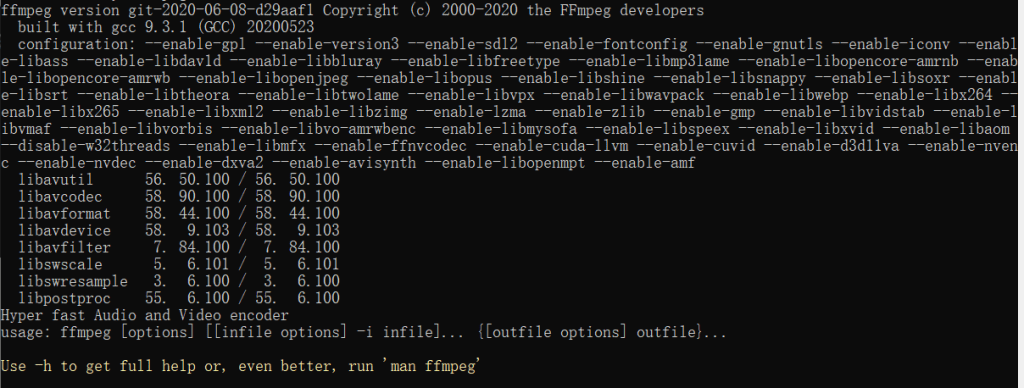 ffmpeg version git-2020-06-08-d29aaf1 Copyright (c) 2000-2020 the FFmpeg developers
  built with gcc 9.3.1 (GCC) 20200523
  configuration: --enable-gpl --enable-version3 --enable-sdl2 --enable-fontconfig --enable-gnutls --enable-iconv --enabl
e-libass --enable-libdav1d --enable-libbluray --enable-libfreetype --enable-libmp3lame --enable-libopencore-amrnb --enab
le-libopencore-amrwb --enable-libopenjpeg --enable-libopus --enable-libshine --enable-libsnappy --enable-libsoxr --enabl
e-libsrt --enable-libtheora --enable-libtwolame --enable-libvpx --enable-libwavpack --enable-libwebp --enable-libx264 --
enable-libx265 --enable-libxml2 --enable-libzimg --enable-lzma --enable-zlib --enable-gmp --enable-libvidstab --enable-l
ibvmaf --enable-libvorbis --enable-libvo-amrwbenc --enable-libmysofa --enable-libspeex --enable-libxvid --enable-libaom
--disable-w32threads --enable-libmfx --enable-ffnvcodec --enable-cuda-llvm --enable-cuvid --enable-d3d11va --enable-nven
c --enable-nvdec --enable-dxva2 --enable-avisynth --enable-libopenmpt --enable-amf
  libavutil      56. 50.100 / 56. 50.100
  libavcodec     58. 90.100 / 58. 90.100
  libavformat    58. 44.100 / 58. 44.100
  libavdevice    58.  9.103 / 58.  9.103
  libavfilter     7. 84.100 /  7. 84.100
  libswscale      5.  6.101 /  5.  6.101
  libswresample   3.  6.100 /  3.  6.100
  libpostproc    55.  6.100 / 55.  6.100
Hyper fast Audio and Video encoder
usage: ffmpeg [options] [[infile options] -i infile]... {[outfile options] outfile}...
Use -h to get full help or, even better, run 'man ffmpeg'